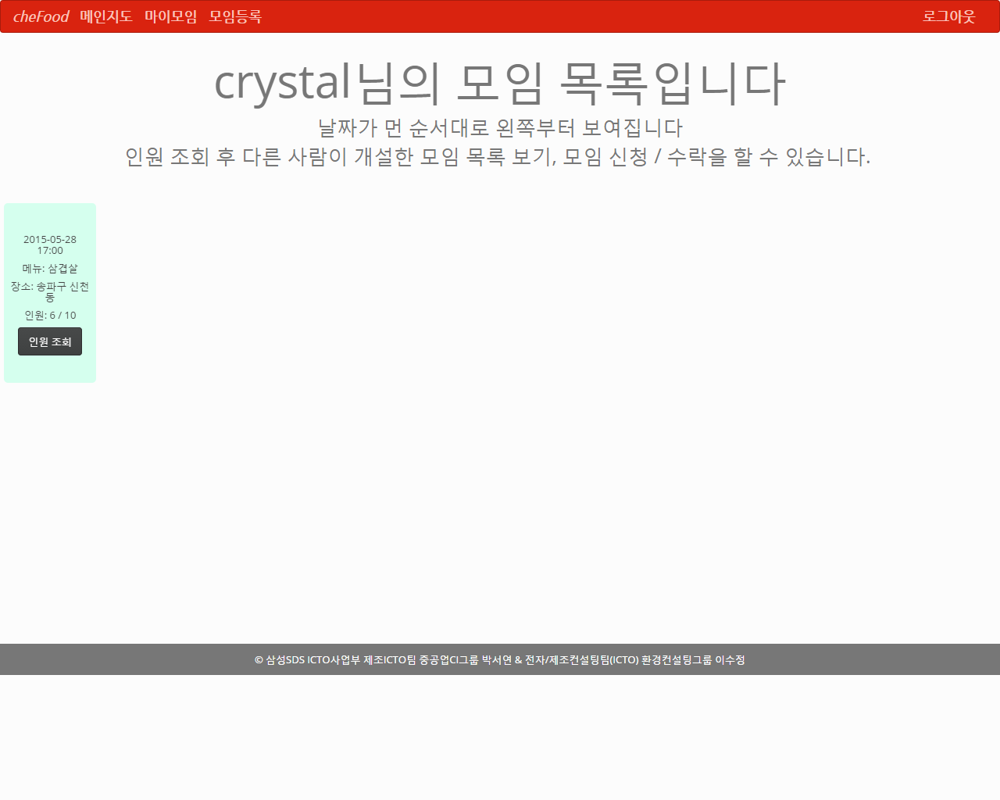 cheFood 메인지도 마이모임 모임등록 로그아웃
crystal님의 모임 목록입니다
날짜가 먼 순서대로 왼쪽부터 보여집니다
인원 조회 후 다른 사람이 개설한 모임 목록 보기, 모임 신청 / 수락을 할 수 있습니다.
2015-05-28
17:00
메뉴: 삼겹살
장소: 송파구 신천
동
인원: 6 / 10
인원 조회
© 삼성SDS ICTO사업부 제조ICTO팀 중공업CI그룹 박서연 & 전자/제조컨설팅팀(ICTO) 환경컨설팅그룹 이수정